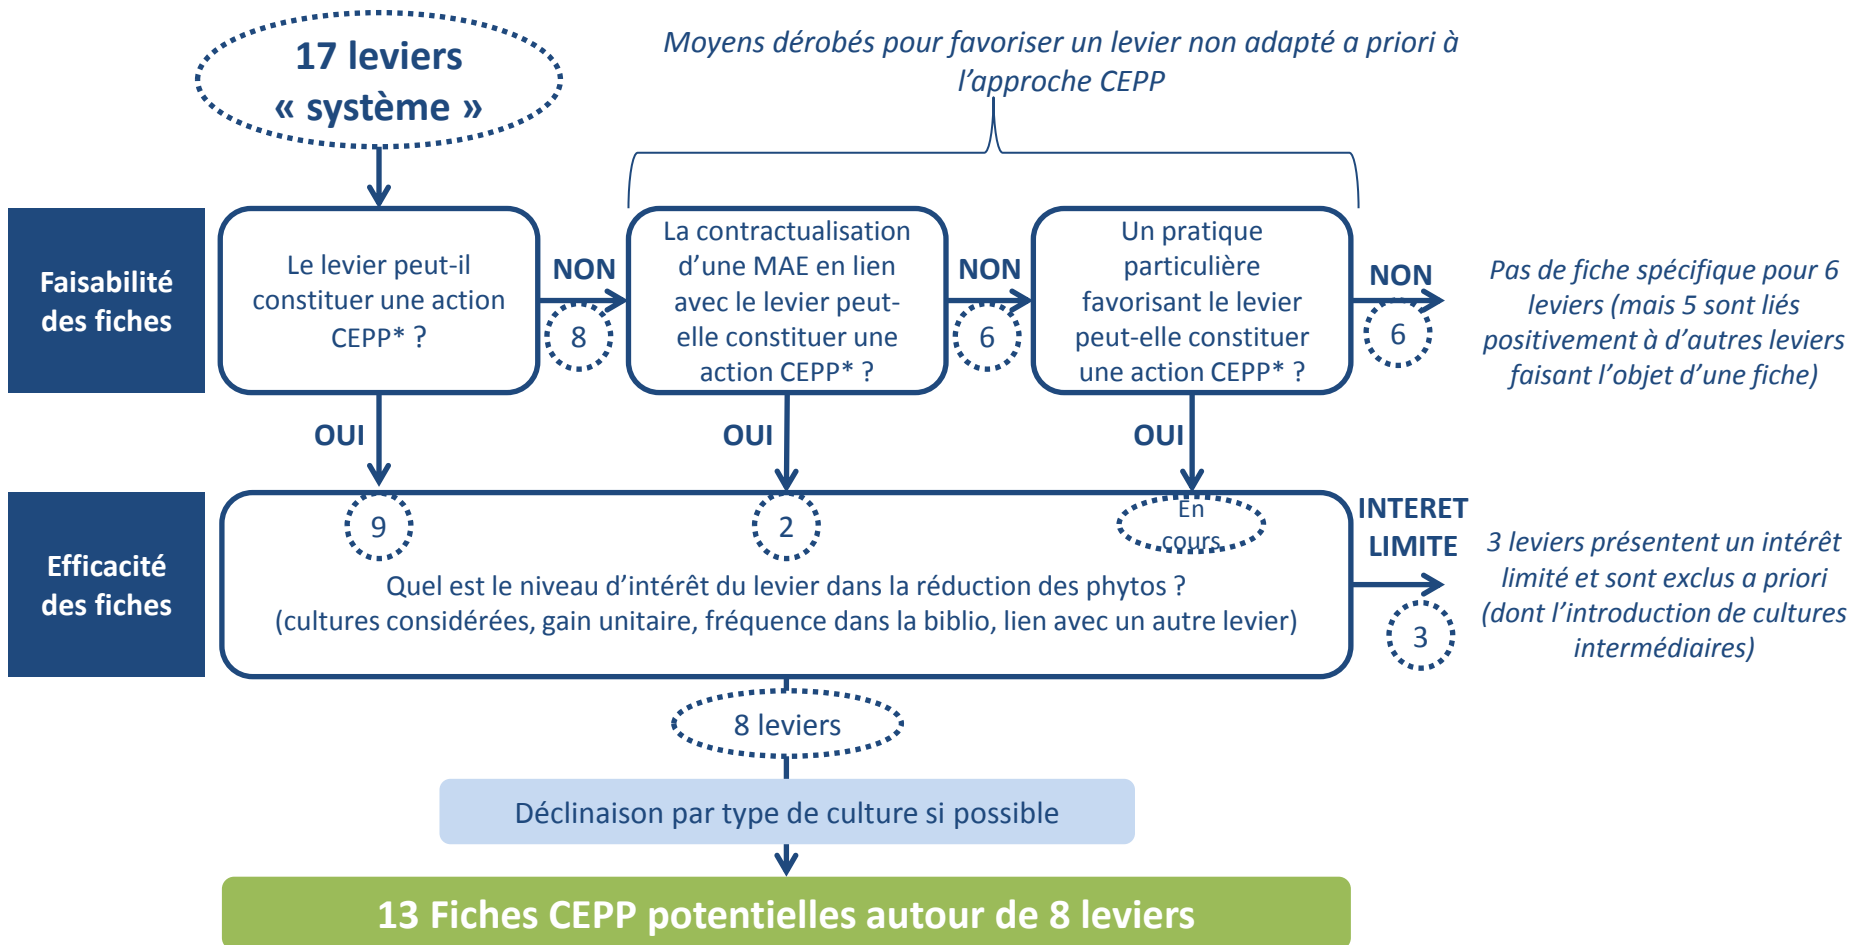 17 leviers
« système »
Moyens dérobés pour favoriser un levier non adapté a priori à
l’approche CEPP
Faisabilité
des fiches
Le levier peut-il
constituer une action
CEPP* ?
NON
8
La contractualisation
d’une MAE en lien
avec le levier peut-
elle constituer une
action CEPP* ?
NON
6
Un pratique
particulière
favorisant le levier
peut-elle constituer
une action CEPP* ?
NON
6
Pas de fiche spécifique pour 6
leviers (mais 5 sont liés
positivement à d’autres leviers
faisant l’objet d’une fiche)
OUI
OUI
OUI
Efficacité
des fiches
9
2
En
cours
Quel est le niveau d’intérêt du levier dans la réduction des phytos ?
(cultures considérées, gain unitaire, fréquence dans la biblio, lien avec un autre levier)
INTERET
LIMITE
3
3 leviers présentent un intérêt
limité et sont exclus a priori
(dont l’introduction de cultures
intermédiaires)
8 leviers
Déclinaison par type de culture si possible
13 Fiches CEPP potentielles autour de 8 leviers